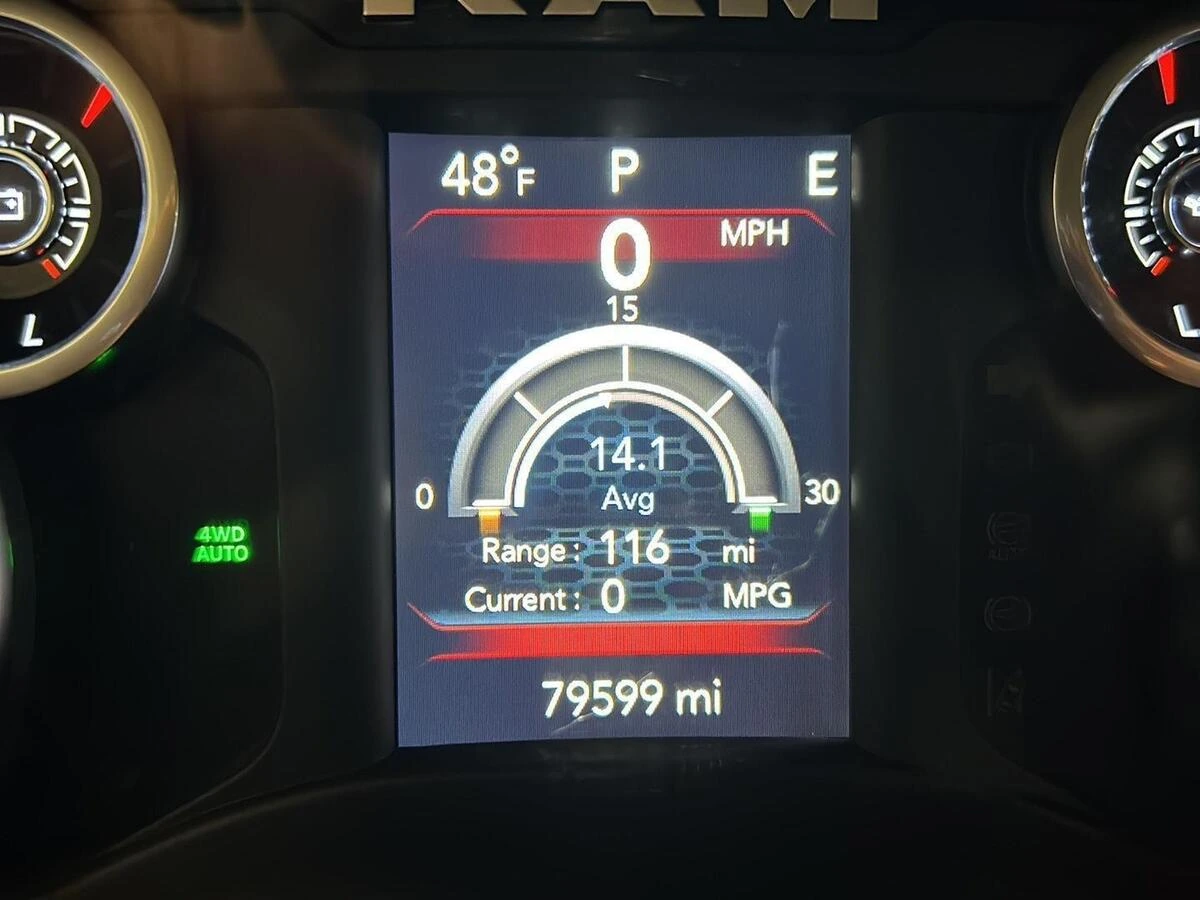 RAM
48°F P E
0 MPH
15
14.1
Avg
0 30
Range: 116 mi
Current: 0 MPG
79599 mi
4WD
AUTO
L
L